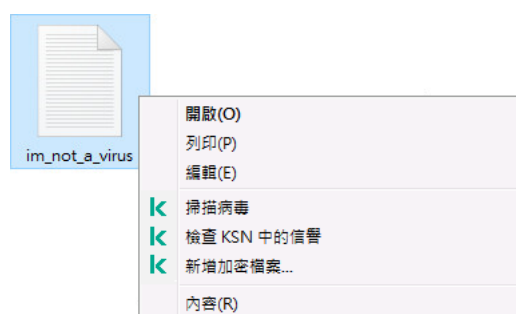 im_not_a_virus
開啟(O)
列印(P)
編輯(E)
掃描病毒
檢查 KSN 中的信譽
新增加密檔案...
內容(R)